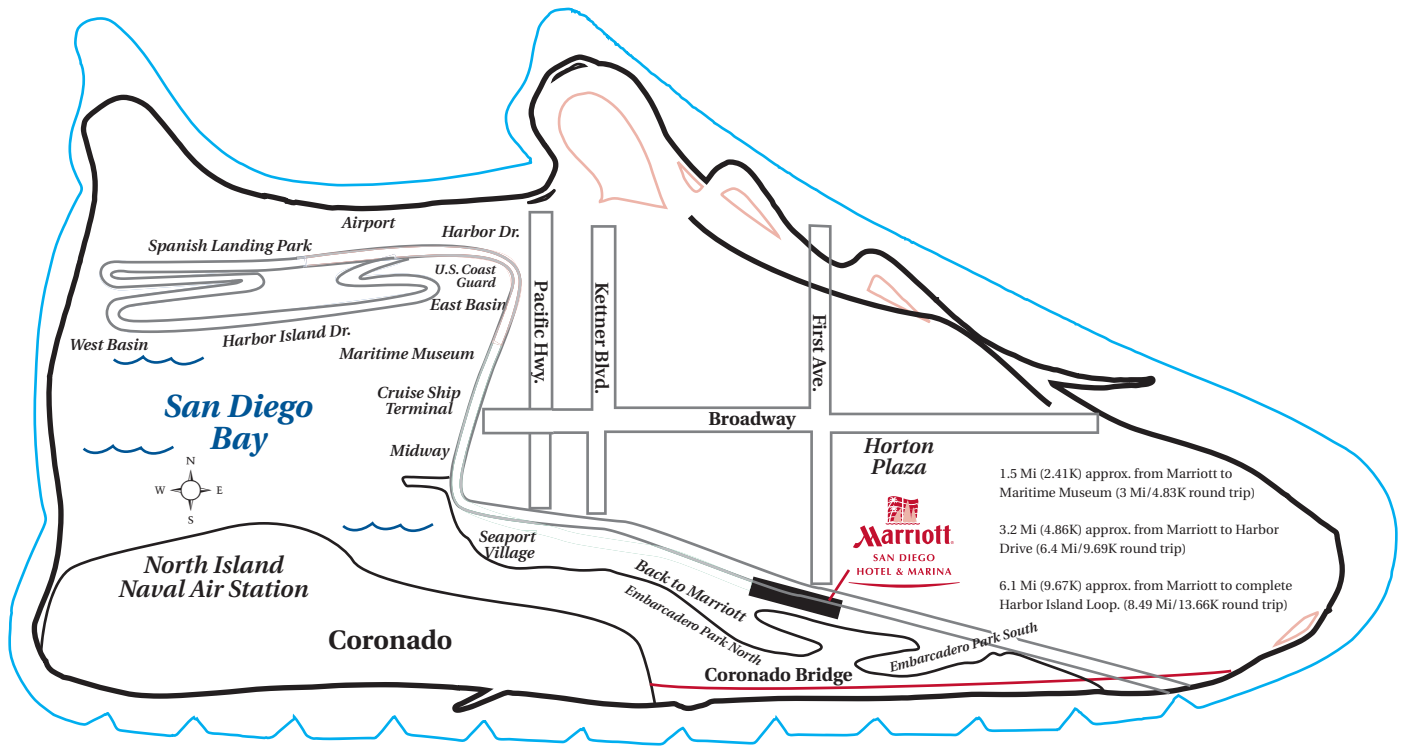 Airport
Harbor Dr.
Spanish Landing Park
U.S. Coast
Guard
East Basin
Pacific Hwy.
Kettner Blvd.
First Ave.
Harbor Island Dr.
West Basin
Maritime Museum
Cruise Ship
Terminal
San Diego
Bay
Broadway
Midway
Horton
Plaza
N
W
E
S
1.5 Mi (2.41K) approx. from Marriott to
Maritime Museum (3 Mi/4.83K round trip)
Marriott®
SAN DIEGO
HOTEL & MARINA
3.2 Mi (4.86K) approx. from Marriott to Harbor
Drive (6.4 Mi/9.69K round trip)
6.1 Mi (9.67K) approx. from Marriott to complete
Harbor Island Loop. (8.49 Mi/13.66K round trip)
Seaport
Village
North Island
Naval Air Station
Back to Marriott
Embarcadero Park North
Embarcadero Park South
Coronado
Coronado Bridge